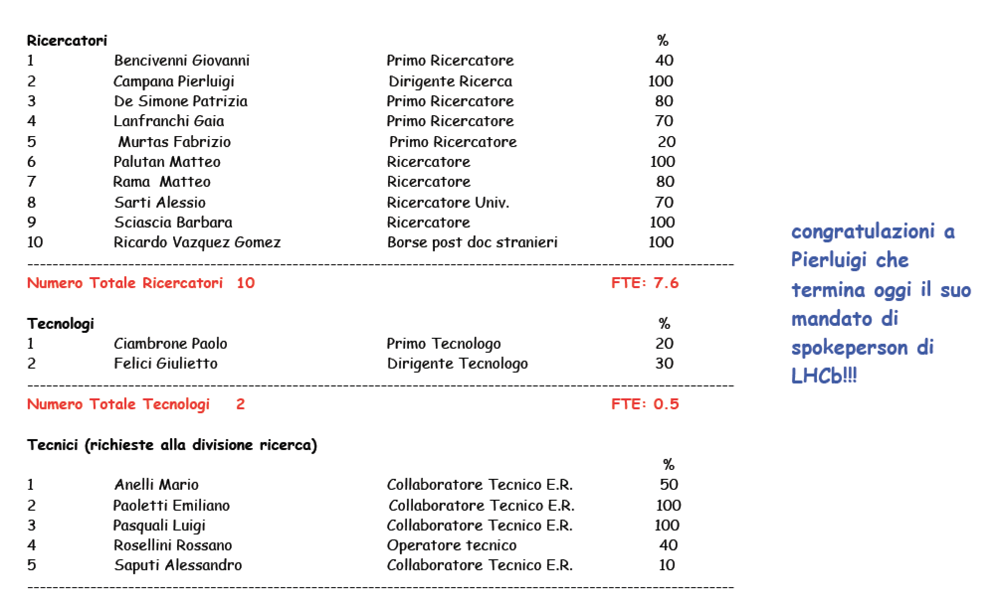 Ricercatori %
1 Bencivenni Giovanni Primo Ricercatore 40
2 Campana Pierluigi Dirigente Ricerca 100
3 De Simone Patrizia Primo Ricercatore 80
4 Lanfranchi Gaia Primo Ricercatore 70
5 Murtas Fabrizio Primo Ricercatore 20
6 Palutan Matteo Ricercatore 100
7 Rama Matteo Ricercatore 80
8 Sarti Alessio Ricercatore Univ. 70
9 Sciascia Barbara Ricercatore 100
10 Ricardo Vazquez Gomez Borse post doc stranieri 100
Numero Totale Ricercatori 10 FTE: 7.6
Tecnologi %
1 Ciambrone Paolo Primo Tecnologo 20
2 Felici Giulietto Dirigente Tecnologo 30
Numero Totale Tecnologi 2 FTE: 0.5
Tecnici (richieste alla divisione ricerca)
%
1 Anelli Mario Collaboratore Tecnico E.R. 50
2 Paoletti Emiliano Collaboratore Tecnico E.R. 100
3 Pasquali Luigi Collaboratore Tecnico E.R. 100
4 Rosellini Rossano Operatore tecnico 40
5 Saputi Alessandro Collaboratore Tecnico E.R. 10
congratulazioni a
Pierluigi che
termina oggi il suo
mandato di
spokeperson di
LHCb!!!